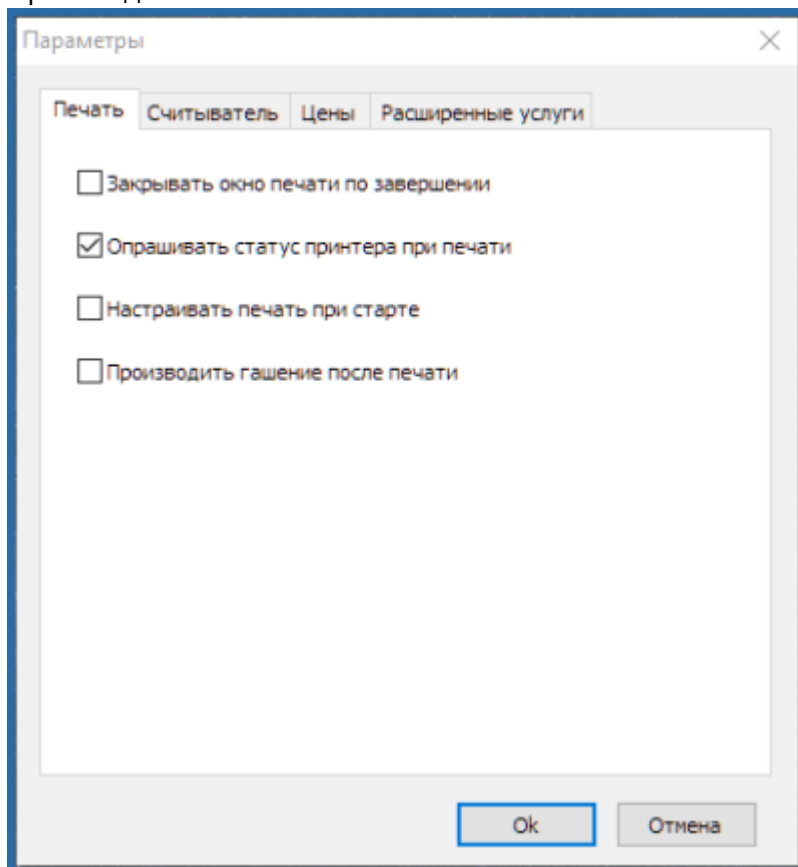 Параметры
Печать Считыватель Цены Расширенные услуги
Закрывать окно печати по завершении
Опрашивать статус принтера при печати
Настраивать печать при старте
Производить гашение после печати
Ok Отмена